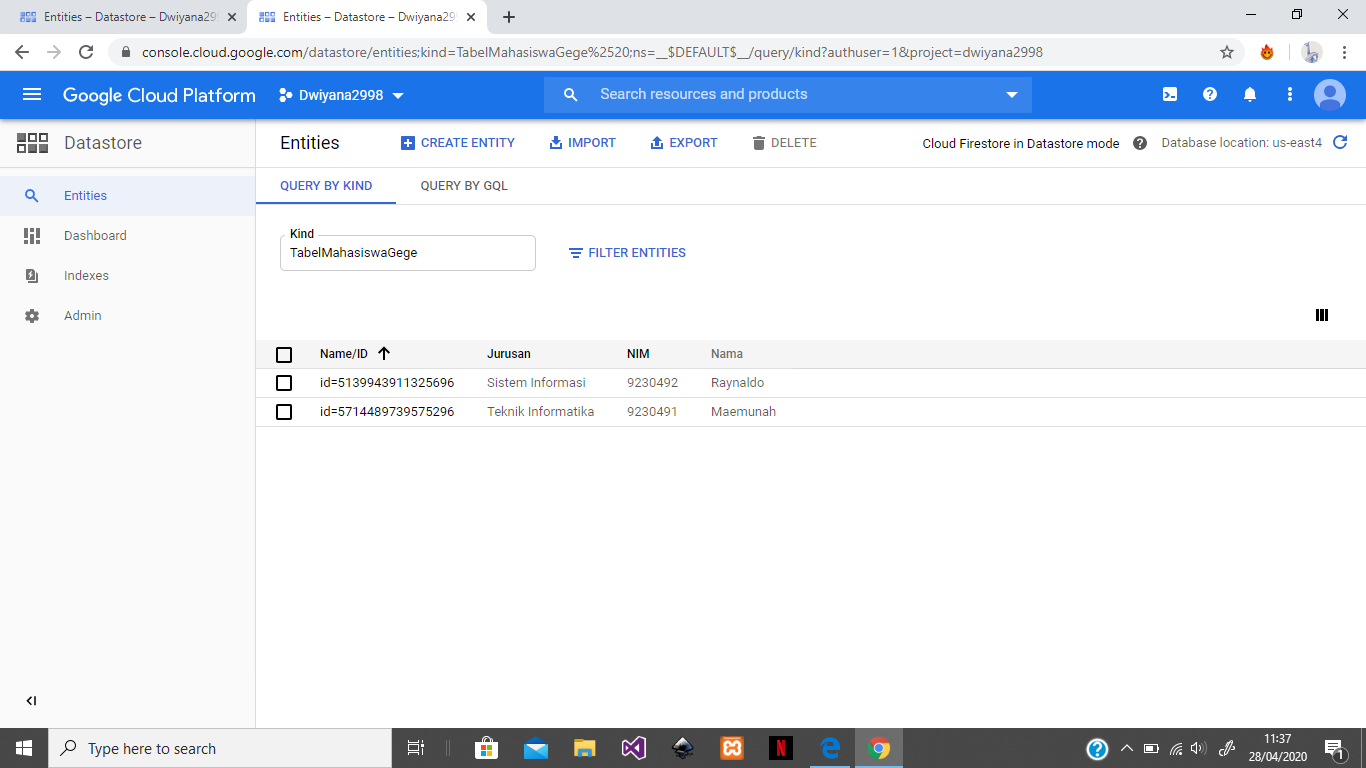 Entities – Datastore – Dwiyana299
Entities – Datastore – Dwiyana299
console.cloud.google.com/datastore/entities;kind=TabelMahasiswaGege%2520;ns=__$DEFAULT$__/query/kind?authuser=1&project=dwiyana2998
Google Cloud Platform
Dwiyana2998
Search resources and products
Datastore
Entities
CREATE ENTITY
IMPORT
EXPORT
DELETE
Cloud Firestore in Datastore mode
Database location: us-east4
Entities
Dashboard
Indexes
Admin
QUERY BY KIND
QUERY BY GQL
Kind
TabelMahasiswaGege
FILTER ENTITIES
Name/ID Jurusan NIM Nama
id=5139943911325696 Sistem Informasi 9230492 Raynaldo
id=5714489739575296 Teknik Informatika 9230491 Maemunah
Type here to search
11:37
28/04/2020
1